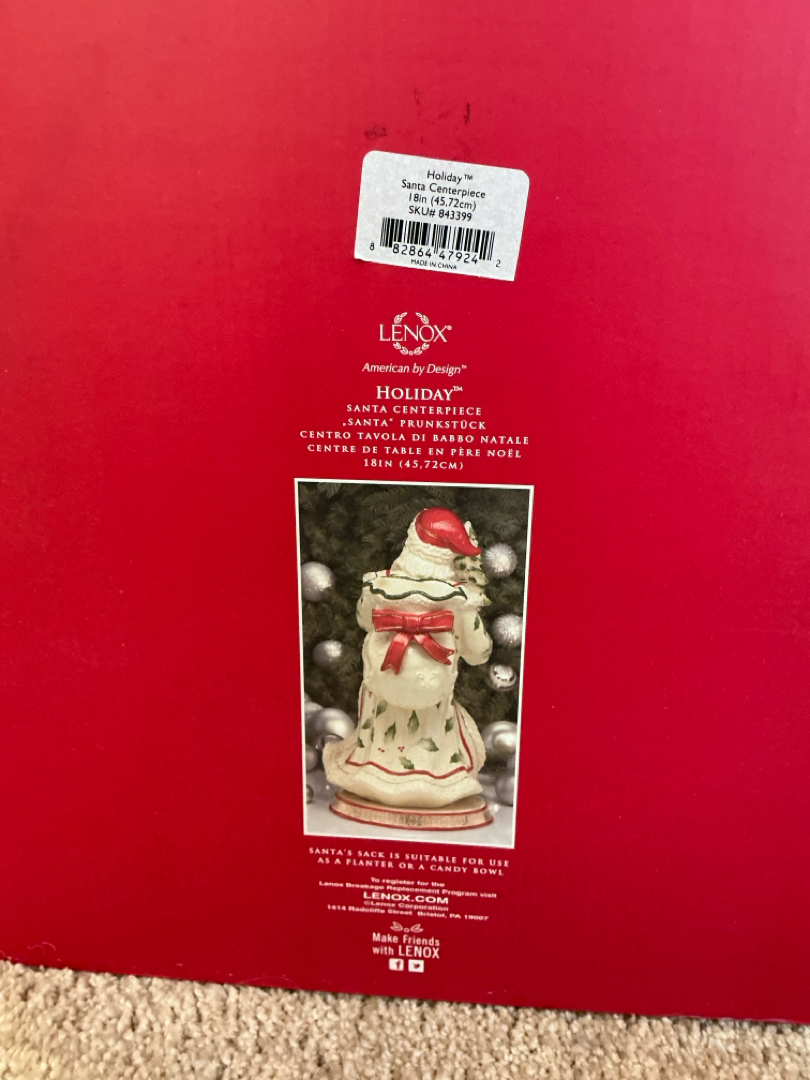 Holiday™
Santa Centerpiece
18in (45,72cm)
SKU# 843399
8 82864 47924 2
MADE IN CHINA
LENOX®
American by Design™
HOLIDAY™
SANTA CENTERPIECE
„SANTA“ PRUNKSTÜCK
CENTRO TAVOLA DI BABBO NATALE
CENTRE DE TABLE EN PÈRE NOËL
18IN (45,72CM)
SANTA'S SACK IS SUITABLE FOR USE
AS A PLANTER OR A CANDY BOWL
To register for the
Lenox Breakage Replacement Program visit
LENOX.COM
©Lenox Corporation
1414 Radcliffe Street Bristol, PA 19007
Make Friends
with LENOX